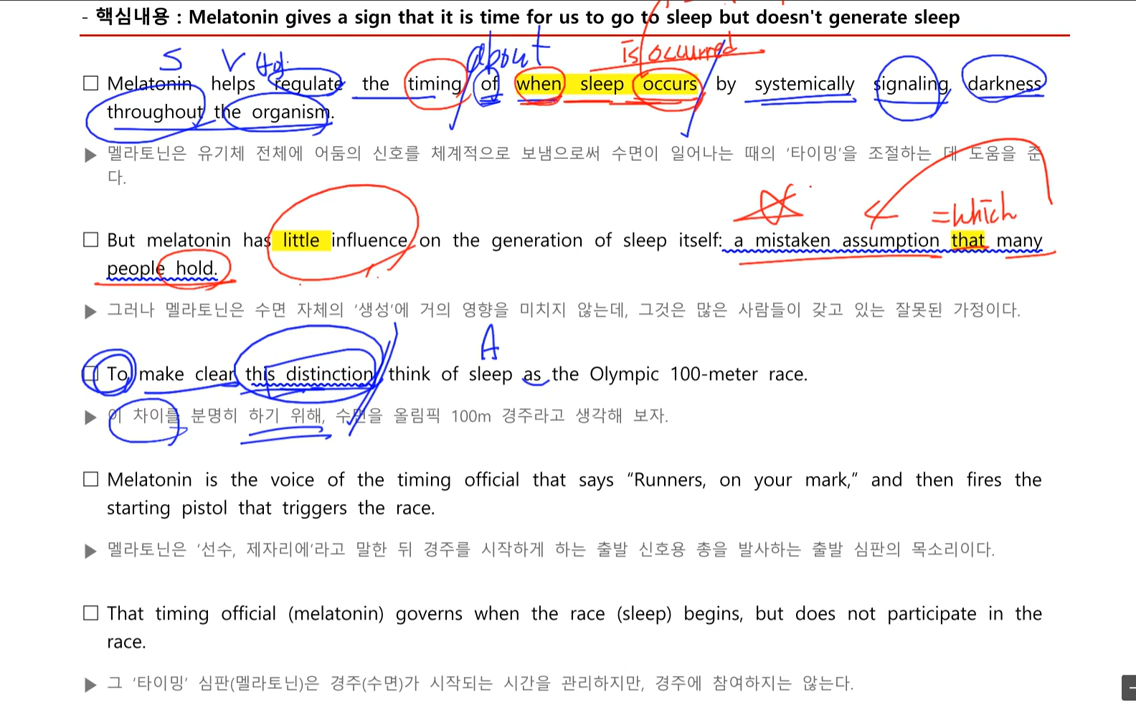 - 핵심내용 : Melatonin gives a sign that it is time for us to go to sleep but doesn't generate sleep
S V about is occurred
□ Melatonin helps regulate the timing of when sleep occurs by systemically signaling darkness
throughout the organism.
▶ 멜라토닌은 유기체 전체에 어둠의 신호를 체계적으로 보냄으로써 수면이 일어나는 때의 '타이밍'을 조절하는 데 도움을 준
다.
=which
□ But melatonin has little influence on the generation of sleep itself: a mistaken assumption that many
people hold.
▶ 그러나 멜라토닌은 수면 자체의 '생성'에 거의 영향을 미치지 않는데, 그것은 많은 사람들이 갖고 있는 잘못된 가정이다.
A
□ To make clear this distinction, think of sleep as the Olympic 100-meter race.
▶ 이 차이를 분명히 하기 위해, 수면을 올림픽 100m 경주라고 생각해 보자.
□ Melatonin is the voice of the timing official that says “Runners, on your mark,” and then fires the
starting pistol that triggers the race.
▶ 멜라토닌은 '선수, 제자리에'라고 말한 뒤 경주를 시작하게 하는 출발 신호용 총을 발사하는 출발 심판의 목소리이다.
□ That timing official (melatonin) governs when the race (sleep) begins, but does not participate in the
race.
▶ 그 '타이밍' 심판(멜라토닌)은 경주(수면)가 시작되는 시간을 관리하지만, 경주에 참여하지는 않는다.